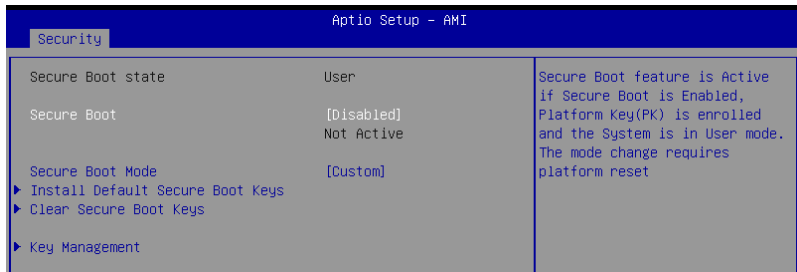 Aptio Setup – AMI
Security
Secure Boot state User
Secure Boot [Disabled]
Not Active
Secure Boot Mode [Custom]
Install Default Secure Boot Keys
Clear Secure Boot Keys
Key Management
Secure Boot feature is Active
if Secure Boot is Enabled,
Platform Key(PK) is enrolled
and the System is in User mode.
The mode change requires
platform reset